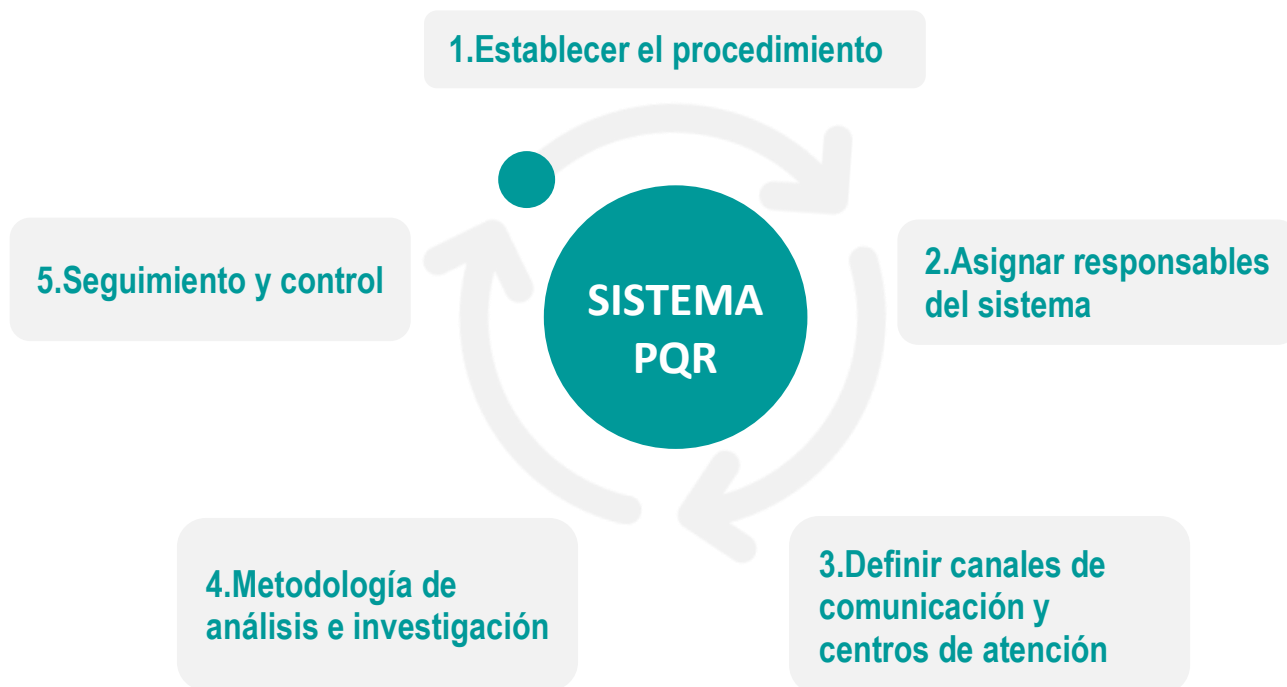 1.Establecer el procedimiento
2.Asignar responsables
del sistema
3.Definir canales de
comunicación y
centros de atención
4.Metodología de
análisis e investigación
5.Seguimiento y control
SISTEMA
PQR